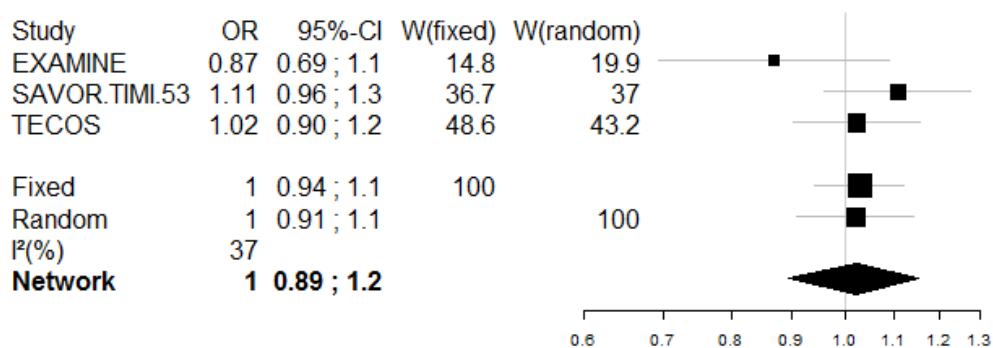 Study OR 95%-CI W(fixed) W(random)
EXAMINE 0.87 0.69 ; 1.1 14.8 19.9
SAVOR.TIMI.53 1.11 0.96 ; 1.3 36.7 37
TECOS 1.02 0.90 ; 1.2 48.6 43.2
Fixed 1 0.94 ; 1.1 100
Random 1 0.91 ; 1.1 100
I²(%) 37
Network 1 0.89 ; 1.2
0.6 0.7 0.8 0.9 1.0 1.1 1.2 1.3